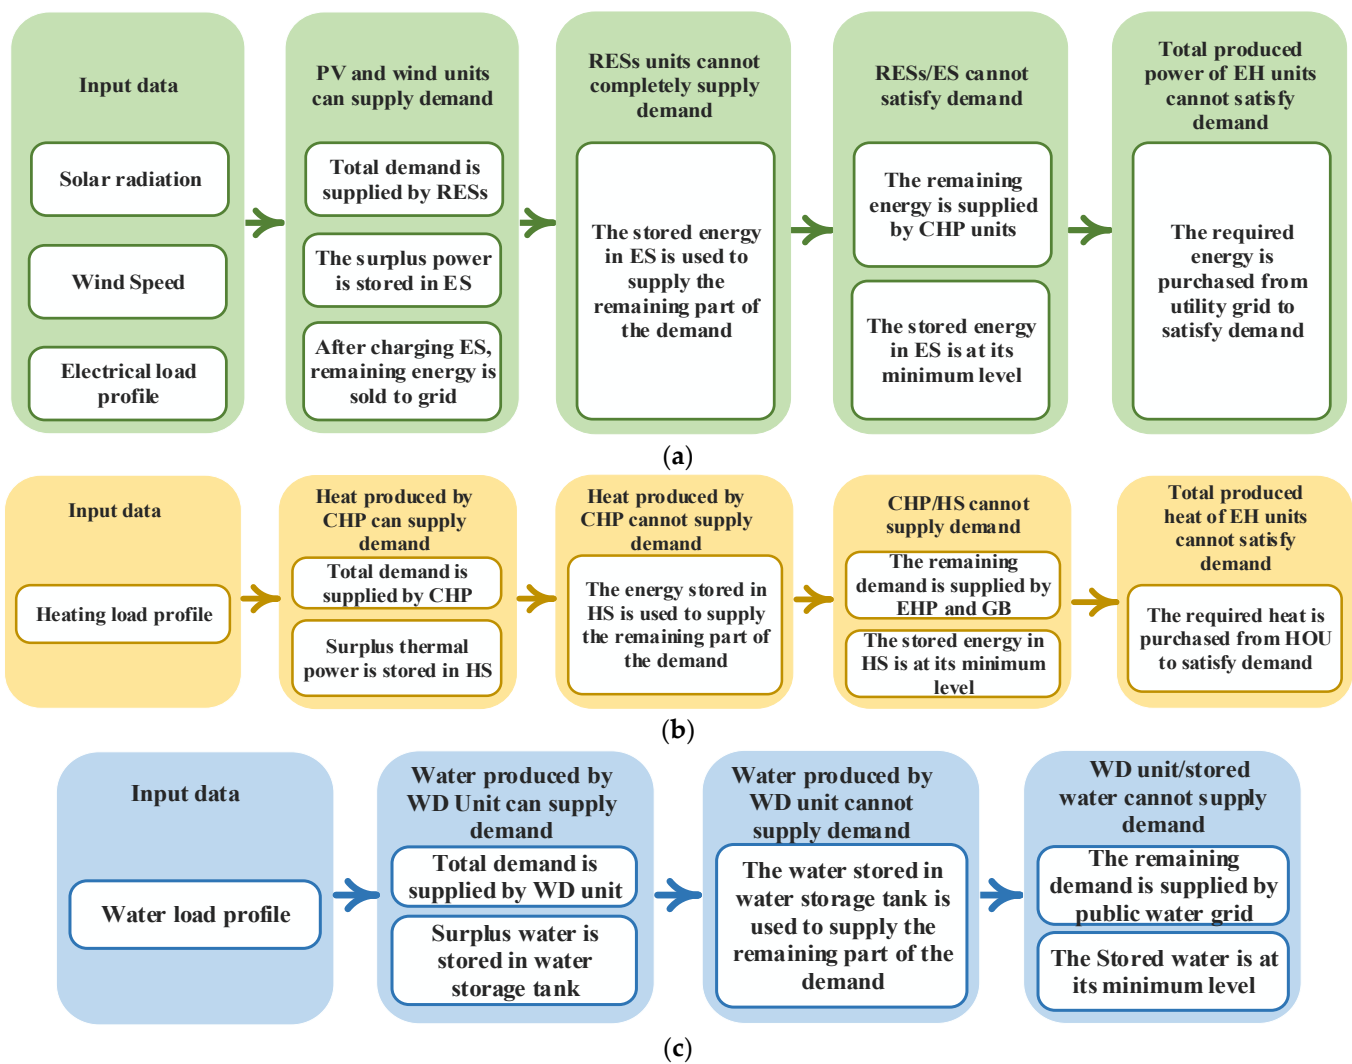 Input data
Solar radiation
Wind Speed
Electrical load
profile
PV and wind units
can supply demand
Total demand is
supplied by RESs
The surplus power
is stored in ES
After charging ES,
remaining energy is
sold to grid
RESs units cannot
completely supply
demand
The stored energy
in ES is used to
supply the
remaining part of
the demand
RESs/ES cannot
satisfy demand
The remaining
energy is supplied
by CHP units
The stored energy
in ES is at its
minimum level
Total produced
power of EH units
cannot satisfy
demand
The required
energy is
purchased from
utility grid to
satisfy demand
(a)
Input data
Heating load profile
Heat produced by
CHP can supply
demand
Total demand is
supplied by CHP
Surplus thermal
power is stored in HS
Heat produced by
CHP cannot supply
demand
The energy stored in
HS is used to supply
the remaining part of
the demand
CHP/HS cannot
supply demand
The remaining
demand is supplied by
EHP and GB
The stored energy in
HS is at its minimum
level
Total produced
heat of EH units
cannot satisfy
demand
The required heat is
purchased from HOU
to satisfy demand
(b)
Input data
Water load profile
Water produced by
WD Unit can supply
demand
Total demand is
supplied by WD unit
Surplus water is
stored in water
storage tank
Water produced by
WD unit cannot
supply demand
The water stored in
water storage tank is
used to supply the
remaining part of the
demand
WD unit/stored
water cannot supply
demand
The remaining
demand is supplied by
public water grid
The Stored water is at
its minimum level
(c)